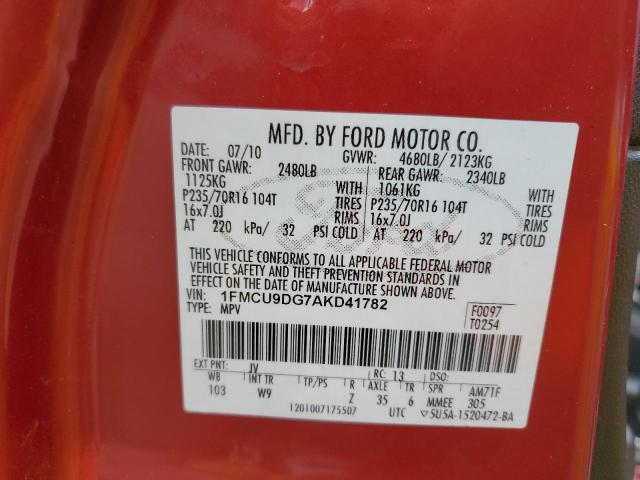 MFD. BY FORD MOTOR CO.
DATE: 07/10 GVWR: 4680LB/ 2123KG
FRONT GAWR: 2480LB REAR GAWR: 2340LB
1125KG WITH 1061KG WITH
P235/70R16 104T TIRES P235/70R16 104T TIRES
16x7.0J RIMS 16x7.0J RIMS
AT 220 kPa/ 32 PSI COLD AT 220 kPa/ 32 PSI COLD
Ford
THIS VEHICLE CONFORMS TO ALL APPLICABLE FEDERAL MOTOR
VEHICLE SAFETY AND THEFT PREVENTION STANDARDS IN
EFFECT ON THE DATE OF MANUFACTURE SHOWN ABOVE.
VIN: 1FMCU9DG7AKD41782 F0097
TYPE: MPV T0254
EXT PNT: JV RC: 13 DSO:
WB INT TR TP/PS R AXLE TR SPR AM71F
103 W9 Z 35 6 MMEE 305
1201007175507 UTC ▽5U5A-1520472-BA